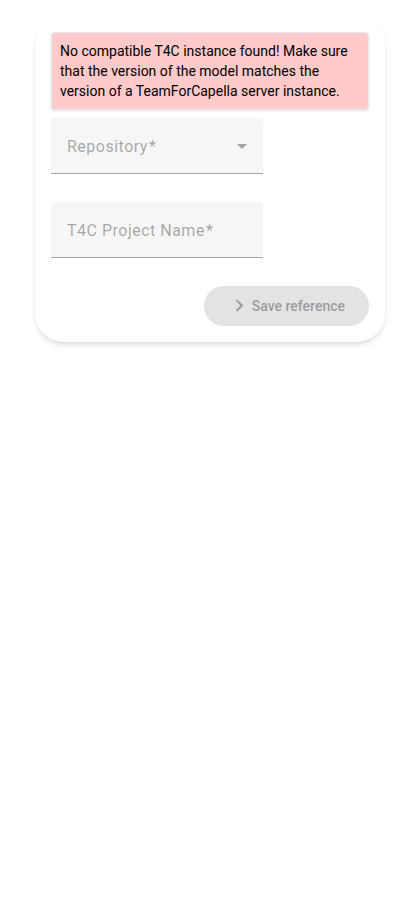 No compatible T4C instance found! Make sure
that the version of the model matches the
version of a TeamForCapella server instance.
Repository*
T4C Project Name*
Save reference